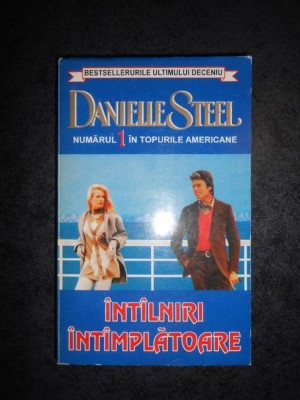 BESTSELLERURILE ULTIMULUI DECENIU
DANIELLE STEEL
NUMĂRUL 1 ÎN TOPURILE AMERICANE
ÎNTÎLNIRI
ÎNTÎMPLĂTOARE